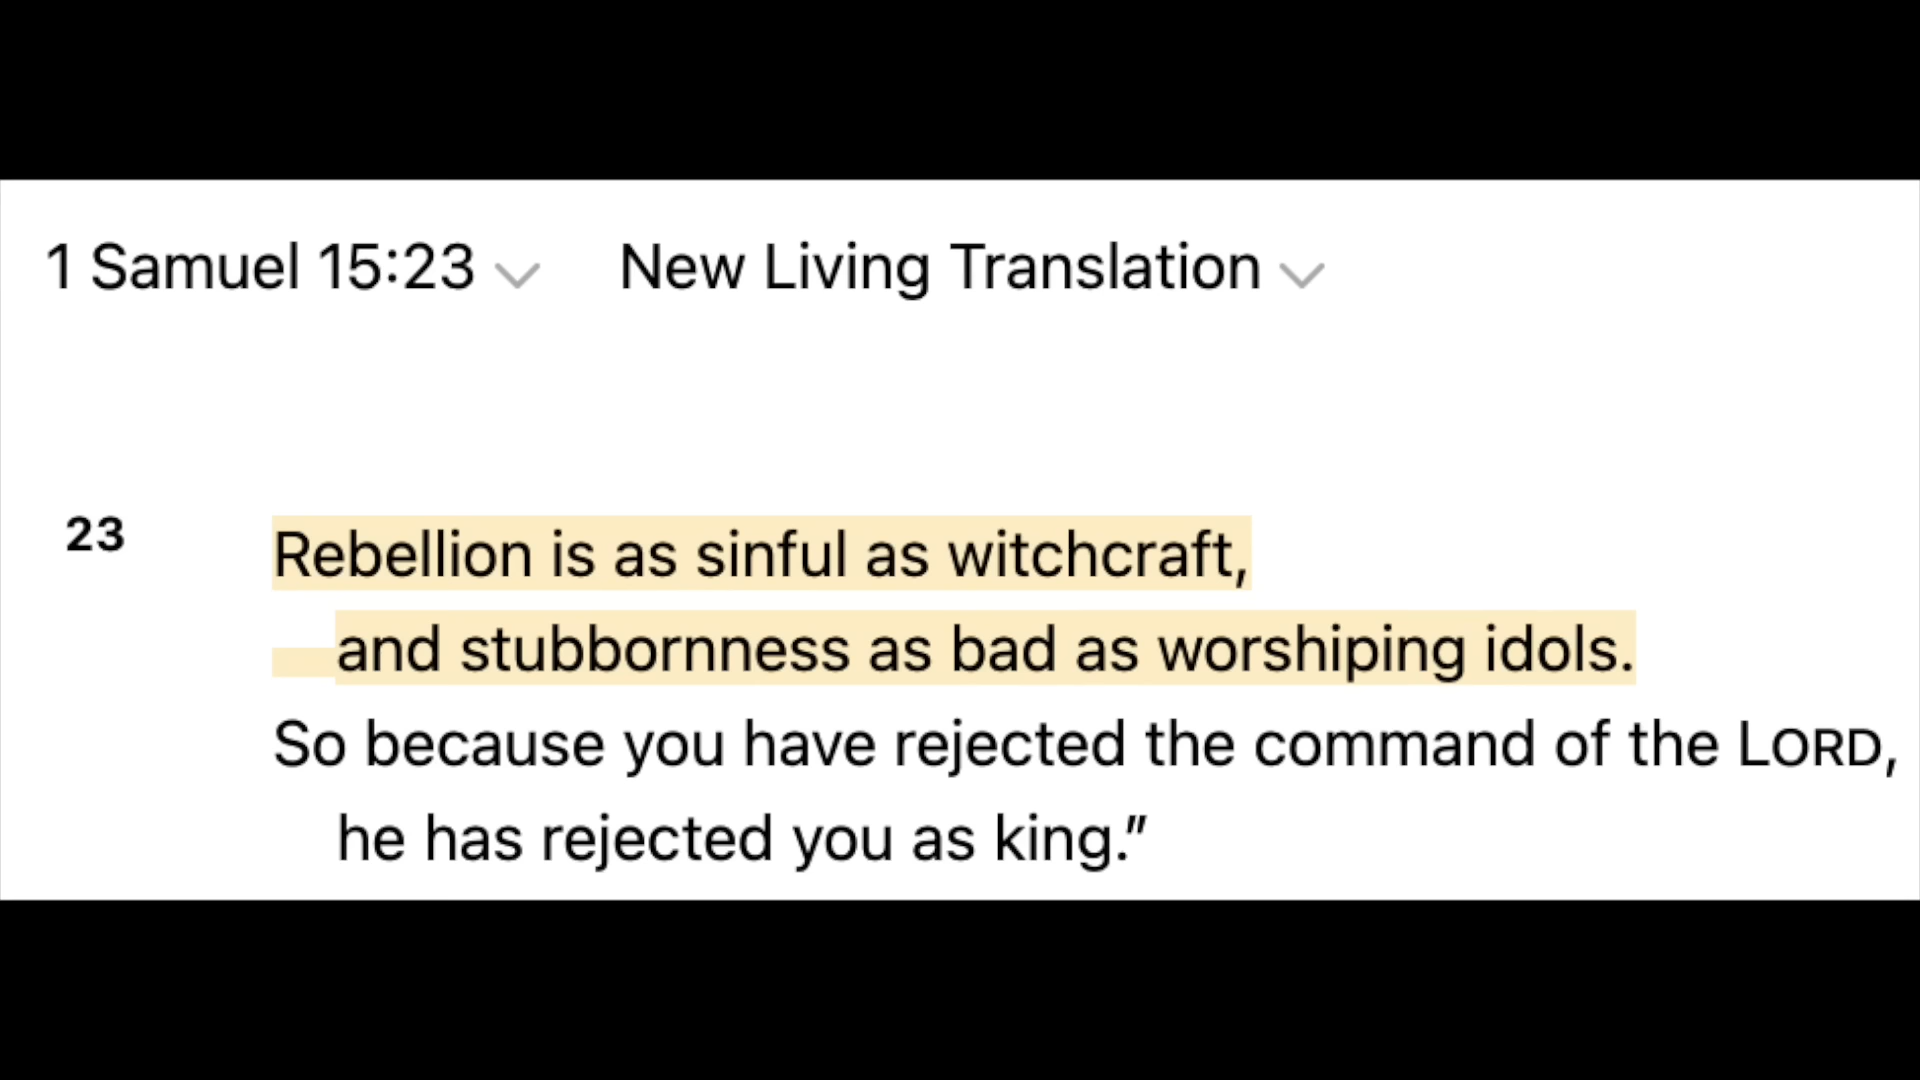 1 Samuel 15:23 New Living Translation
23 Rebellion is as sinful as witchcraft,
and stubbornness as bad as worshiping idols.
So because you have rejected the command of the LORD,
he has rejected you as king.”